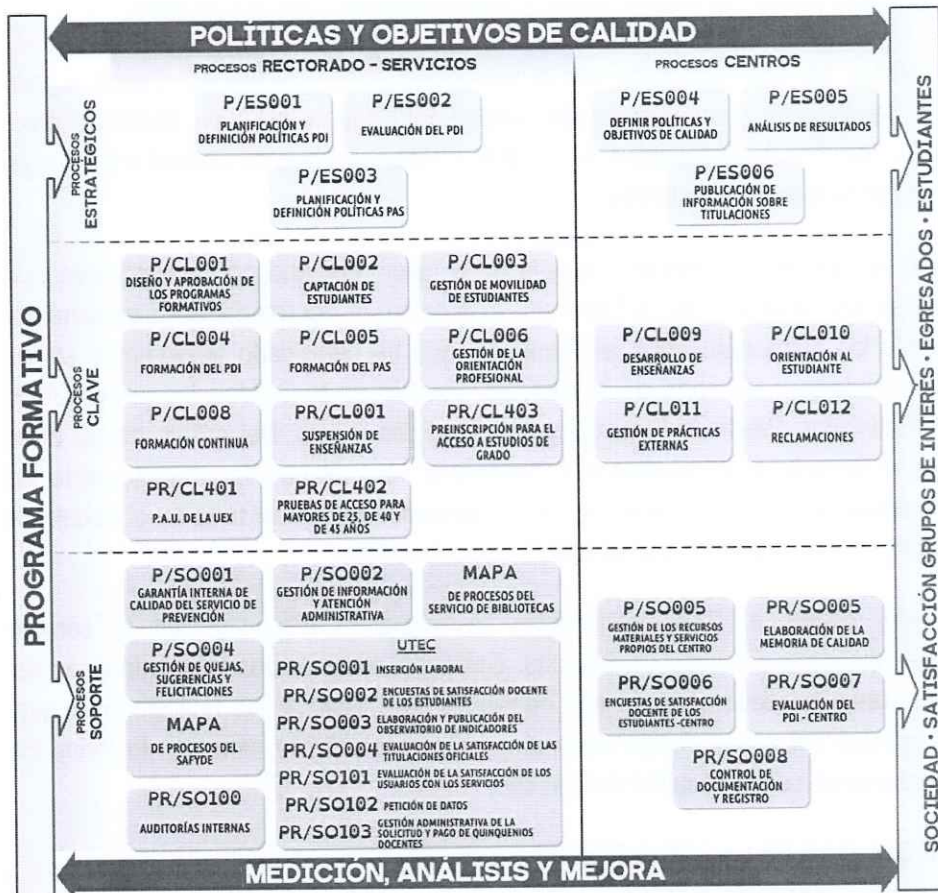 POLÍTICAS Y OBJETIVOS DE CALIDAD
PROCESOS RECTORADO - SERVICIOS
PROCESOS CENTROS
PROGRAMA FORMATIVO
PROCESOS
ESTRATÉGICOS
P/ES001
PLANIFICACIÓN Y
DEFINICIÓN POLÍTICAS PDI
P/ES002
EVALUACIÓN DEL PDI
P/ES003
PLANIFICACIÓN Y
DEFINICIÓN POLÍTICAS PAS
P/ES004
DEFINIR POLÍTICAS Y
OBJETIVOS DE CALIDAD
P/ES005
ANÁLISIS DE RESULTADOS
P/ES006
PUBLICACIÓN DE
INFORMACIÓN SOBRE
TITULACIONES
PROCESOS
CLAVE
P/CL001
DISEÑO Y APROBACIÓN DE
LOS PROGRAMAS
FORMATIVOS
P/CL002
CAPTACIÓN DE
ESTUDIANTES
P/CL003
GESTIÓN DE MOVILIDAD
DE ESTUDIANTES
P/CL004
FORMACIÓN DEL PDI
P/CL005
FORMACIÓN DEL PAS
P/CL006
GESTIÓN DE LA
ORIENTACIÓN
PROFESIONAL
P/CL008
FORMACIÓN CONTINUA
PR/CL001
SUSPENSIÓN DE
ENSEÑANZAS
PR/CL403
PREINSCRIPCIÓN PARA EL
ACCESO A ESTUDIOS DE
GRADO
PR/CL401
P.A.U. DE LA UEX
PR/CL402
PRUEBAS DE ACCESO PARA
MAYORES DE 25, DE 40 Y
DE 45 AÑOS
P/CL009
DESARROLLO DE
ENSEÑANZAS
P/CL010
ORIENTACIÓN AL
ESTUDIANTE
P/CL011
GESTIÓN DE PRÁCTICAS
EXTERNAS
P/CL012
RECLAMACIONES
PROCESOS
SOPORTE
P/SO001
GARANTÍA INTERNA DE
CALIDAD DEL SERVICIO DE
PREVENCIÓN
P/SO002
GESTIÓN DE INFORMACIÓN
Y ATENCIÓN
ADMINISTRATIVA
MAPA
DE PROCESOS DEL
SERVICIO DE BIBLIOTECAS
P/SO004
GESTIÓN DE QUEJAS,
SUGERENCIAS Y
FELICITACIONES
MAPA
DE PROCESOS DEL
SAFYDE
PR/SO100
AUDITORÍAS INTERNAS
UTEC
PR/SO001 INSERCIÓN LABORAL
PR/SO002 ENCUESTAS DE SATISFACCIÓN DOCENTE
DE LOS ESTUDIANTES
PR/SO003 ELABORACIÓN Y PUBLICACIÓN DEL
OBSERVATORIO DE INDICADORES
PR/SO004 EVALUACIÓN DE LA SATISFACCIÓN DE LAS
TITULACIONES OFICIALES
PR/SO101 EVALUACIÓN DE LA SATISFACCIÓN DE LOS
USUARIOS CON LOS SERVICIOS
PR/SO102 PETICIÓN DE DATOS
PR/SO103 GESTIÓN ADMINISTRATIVA DE LA
SOLICITUD Y PAGO DE QUINQUENIOS
DOCENTES
P/SO005
GESTIÓN DE LOS RECURSOS
MATERIALES Y SERVICIOS
PROPIOS DEL CENTRO
PR/SO005
ELABORACIÓN DE LA
MEMORIA DE CALIDAD
PR/SO006
ENCUESTAS DE SATISFACCIÓN
DOCENTE DE LOS
ESTUDIANTES -CENTRO
PR/SO007
EVALUACIÓN DEL
PDI - CENTRO
PR/SO008
CONTROL DE
DOCUMENTACIÓN
Y REGISTRO
SOCIEDAD • SATISFACCIÓN GRUPOS DE INTERÉS • EGRESADOS • ESTUDIANTES
MEDICIÓN, ANÁLISIS Y MEJORA